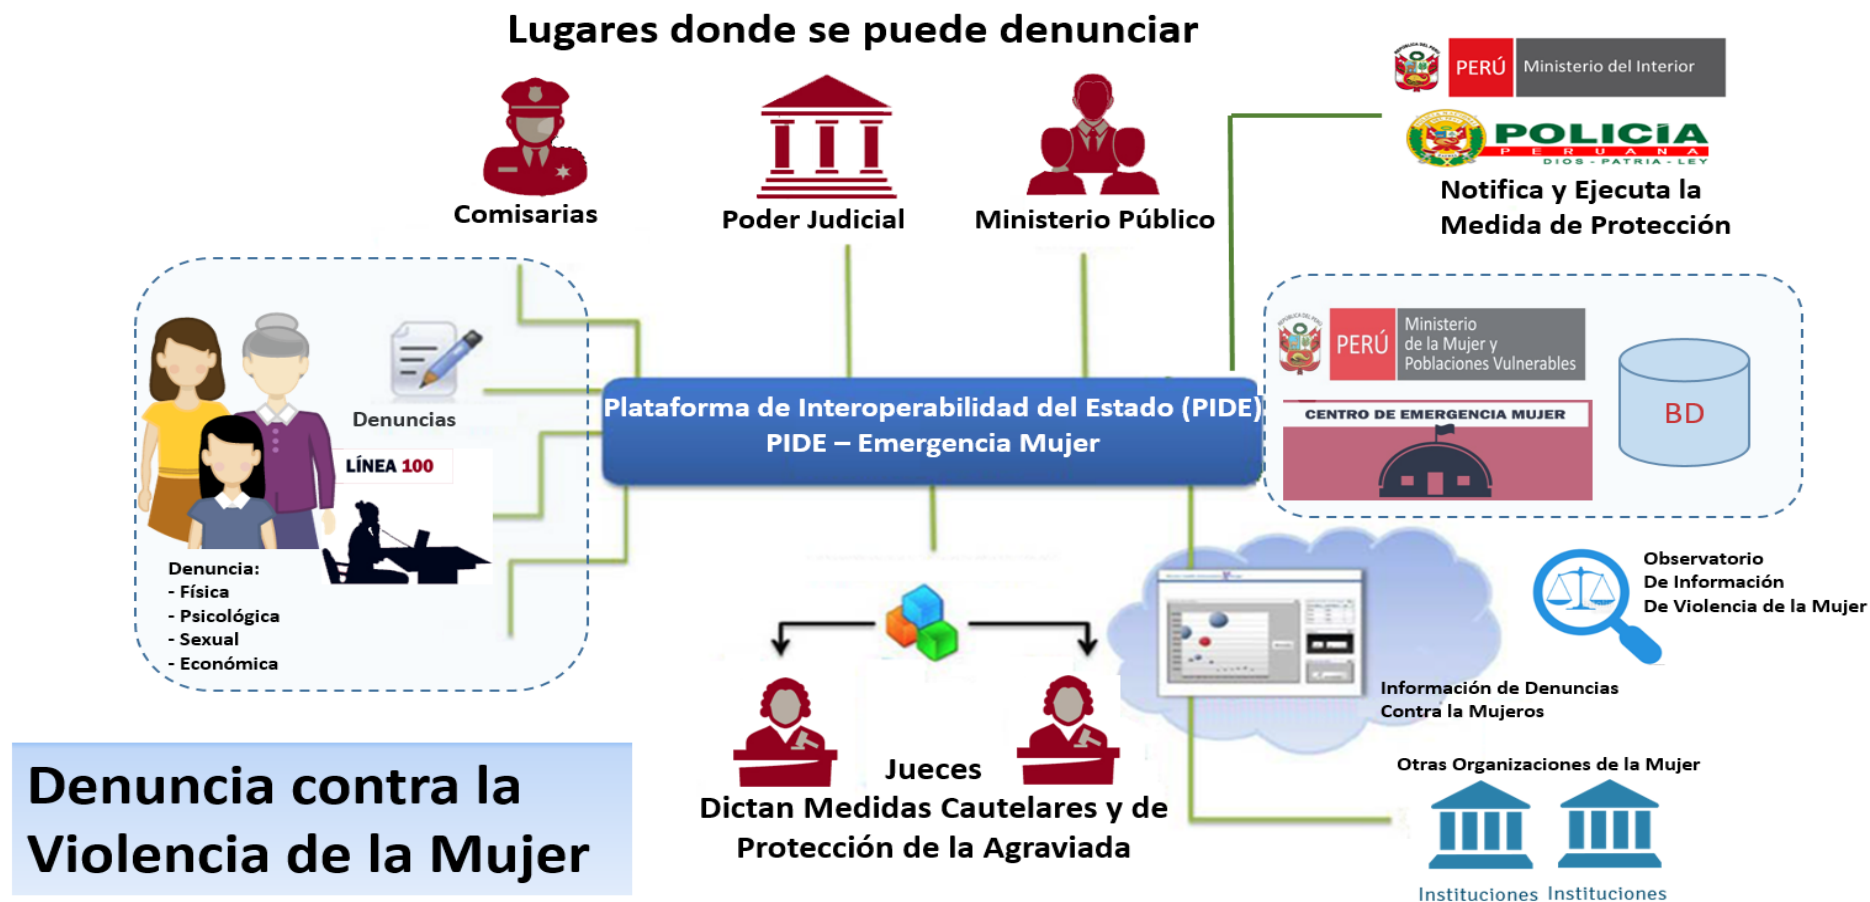 Lugares donde se puede denunciar
Comisarias
Poder Judicial
Ministerio Público
PERÚ
Ministerio del Interior
POLICÍA
PERUANA
DIOS - PATRIA - LEY
Notifica y Ejecuta la
Medida de Protección
Denuncias
LÍNEA 100
Denuncia:
- Física
- Psicológica
- Sexual
- Económica
Plataforma de Interoperabilidad del Estado (PIDE)
PIDE – Emergencia Mujer
PERÚ
Ministerio
de la Mujer y
Poblaciones Vulnerables
CENTRO DE EMERGENCIA MUJER
BD
Observatorio
De Información
De Violencia de la Mujer
Información de Denuncias
Contra la Mujeros
Jueces
Dictan Medidas Cautelares y de
Protección de la Agraviada
Otras Organizaciones de la Mujer
Instituciones
Instituciones
Denuncia contra la
Violencia de la Mujer